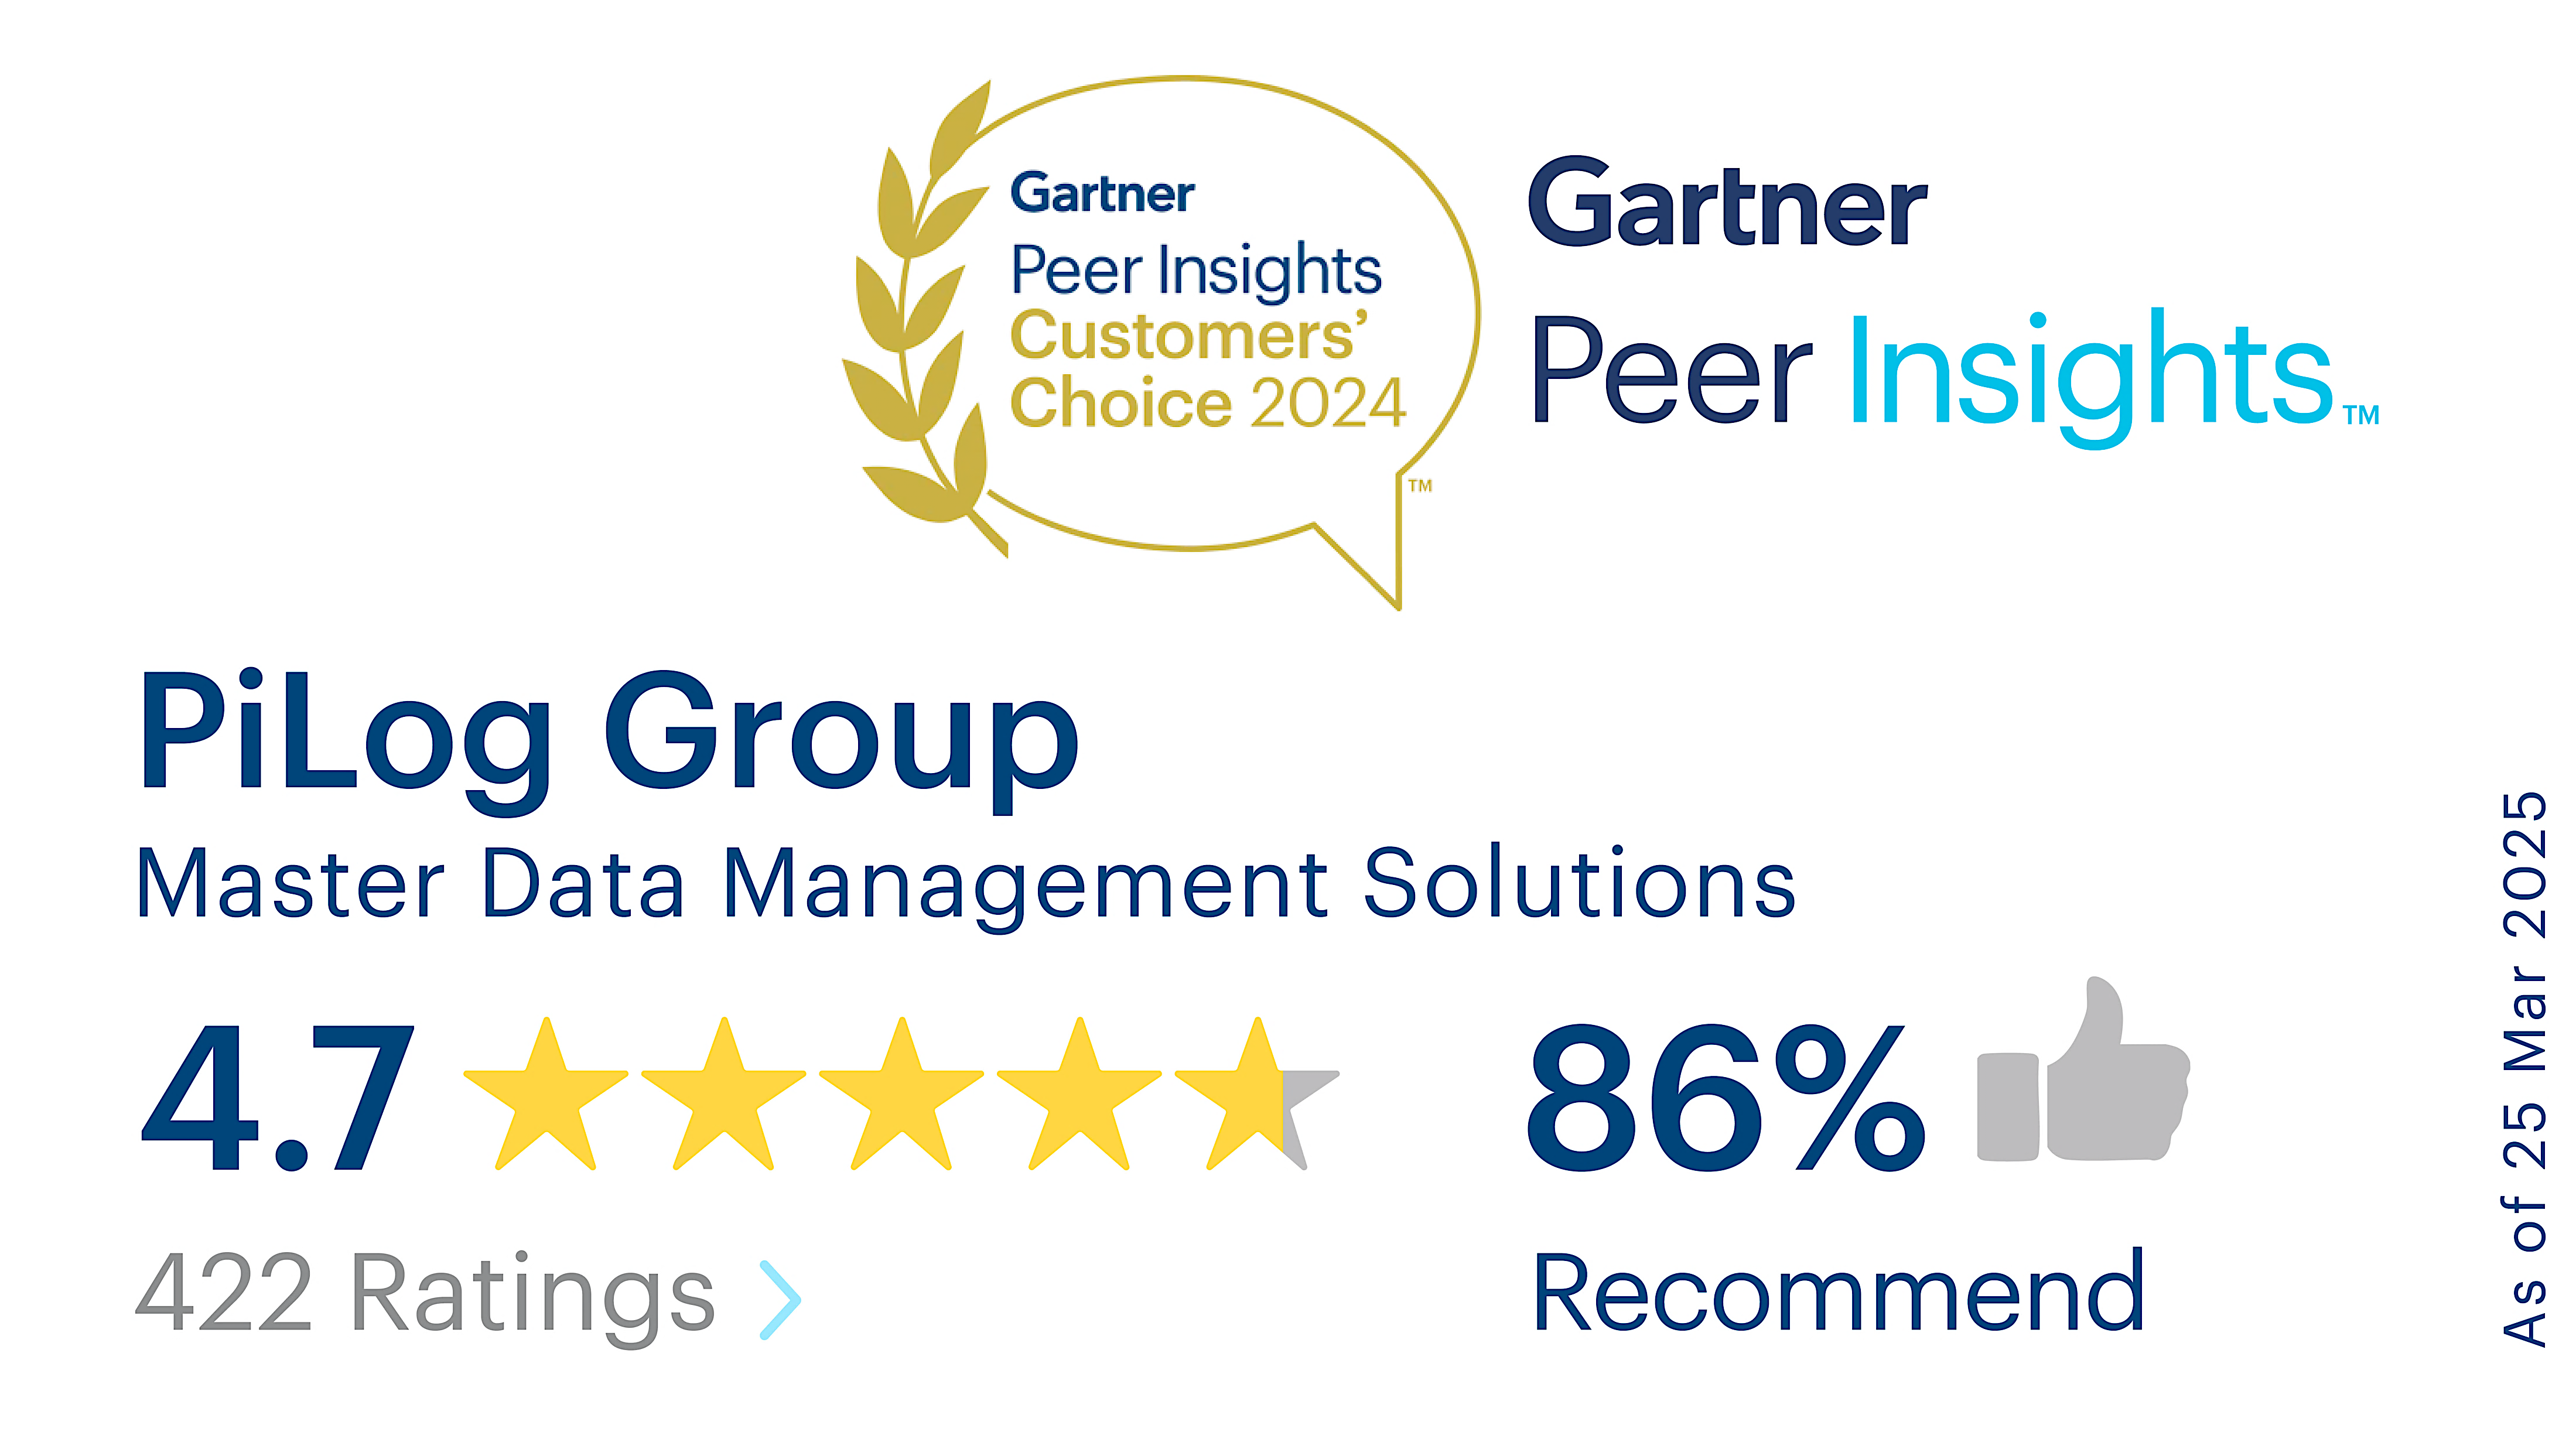 Gartner
Peer Insights
Customers’
Choice 2024
TM
Gartner
Peer Insights TM
PiLog Group
Master Data Management Solutions
4.7
86%
422 Ratings
Recommend
As of 25 Mar 2025